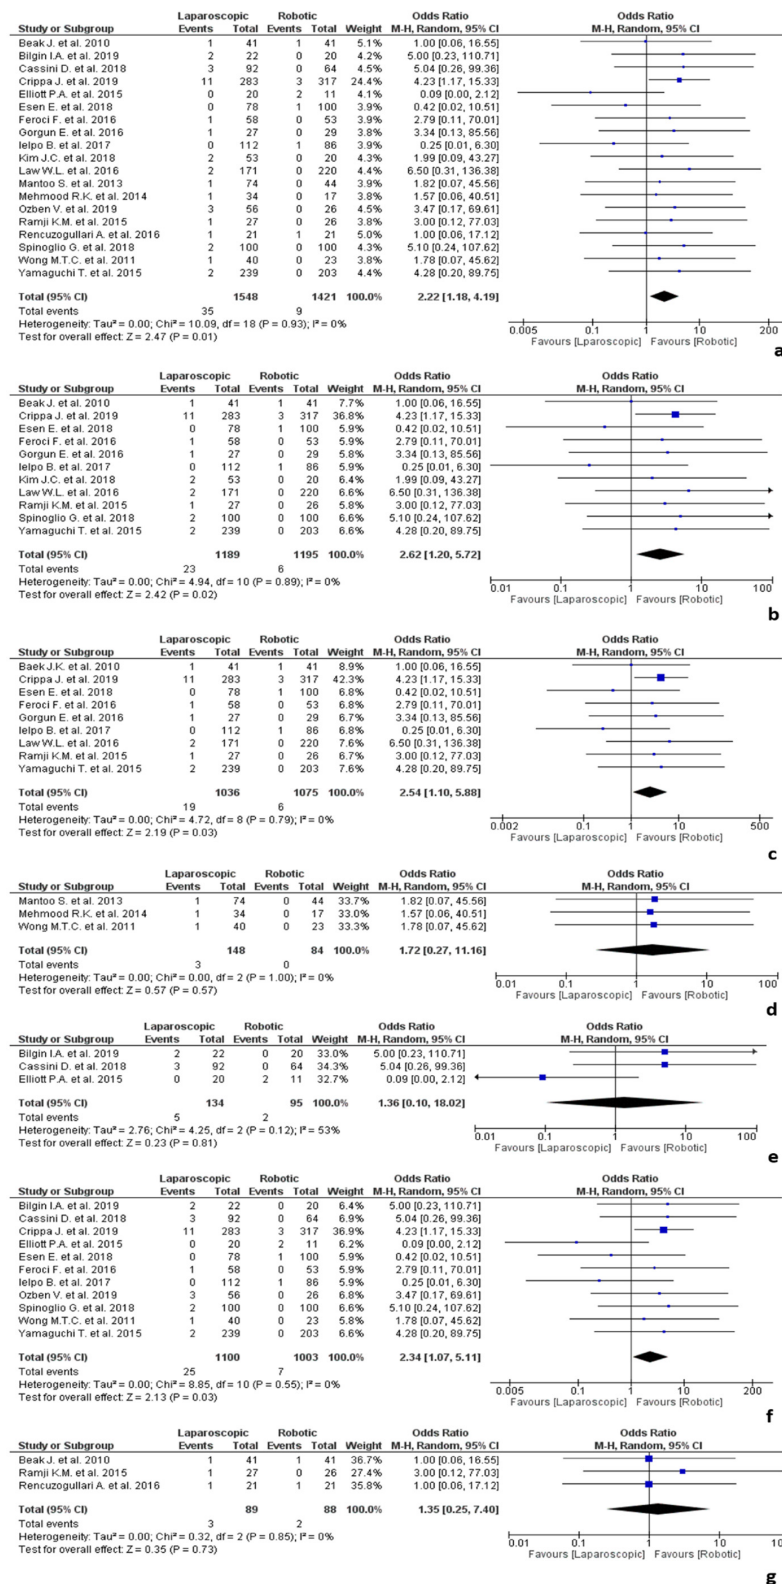 Laparoscopic Robotic Odds Ratio Odds Ratio
Study or Subgroup Events Total Events Total Weight M-H, Random, 95% CI M-H, Random, 95% CI
Beak J. et al. 2010 1 41 1 41 5.1% 1.00 [0.06, 16.55]
Bilgin I.A. et al. 2019 2 22 0 20 4.2% 5.00 [0.23, 110.71]
Cassini D. et al. 2018 3 92 0 64 4.6% 5.04 [0.26, 99.36]
Crippa J. et al. 2019 11 283 3 317 24.4% 4.23 [1.17, 15.33]
Elliott P.A. et al. 2015 0 20 2 11 4.1% 0.09 [0.00, 2.12]
Esen E. et al. 2018 0 78 1 100 3.9% 0.42 [0.02, 10.51]
Feroci F. et al. 2016 1 58 0 53 3.9% 2.79 [0.11, 70.01]
Gorgun E. et al. 2016 1 27 0 29 3.8% 3.34 [0.13, 85.56]
Ielpo B. et al. 2017 0 112 1 86 3.9% 0.25 [0.01, 6.30]
Kim J.C. et al. 2018 2 53 0 20 4.3% 1.99 [0.09, 43.27]
Law W.L. et al. 2016 2 171 0 220 4.4% 6.50 [0.31, 136.38]
Mantoo S. et al. 2013 1 74 0 44 3.9% 1.82 [0.07, 45.56]
Mehmood R.K. et al. 2014 1 34 0 17 3.8% 1.57 [0.06, 40.51]
Ozben V. et al. 2019 3 56 0 26 4.5% 3.47 [0.17, 69.61]
Ramji K.M. et al. 2015 1 27 0 26 3.8% 3.00 [0.12, 77.03]
Rencuzogullari A. et al. 2016 1 21 1 21 5.0% 1.00 [0.06, 17.12]
Spinoglio G. et al. 2018 2 100 0 100 4.3% 5.10 [0.24, 107.62]
Wong M.T.C. et al. 2011 1 40 0 23 3.8% 1.78 [0.07, 45.62]
Yamaguchi T. et al. 2015 2 239 0 203 4.4% 4.28 [0.20, 89.75]
Total (95% CI) 1548 1421 100.0% 2.22 [1.18, 4.19]
Total events 35 9
Heterogeneity: Tau² = 0.00; Chi² = 10.09, df = 18 (P = 0.93); I² = 0%
Test for overall effect: Z = 2.47 (P = 0.01)
0.005 0.1 1 10 200
Favours [Lparoscopic] Favours [Robotic]
a
Laparoscopic Robotic Odds Ratio Odds Ratio
Study or Subgroup Events Total Events Total Weight M-H, Random, 95% CI M-H, Random, 95% CI
Beak J. et al. 2010 1 41 1 41 7.7% 1.00 [0.06, 16.55]
Crippa J. et al. 2019 11 283 3 317 36.8% 4.23 [1.17, 15.33]
Esen E. et al. 2018 0 78 1 100 5.9% 0.42 [0.02, 10.51]
Feroci F. et al. 2016 1 58 0 53 5.8% 2.79 [0.11, 70.01]
Gorgun E. et al. 2016 1 27 0 29 5.8% 3.34 [0.13, 85.56]
Ielpo B. et al. 2017 0 112 1 86 5.9% 0.25 [0.01, 6.30]
Kim J.C. et al. 2018 2 53 0 20 6.4% 1.99 [0.09, 43.27]
Law W.L. et al. 2016 2 171 0 220 6.6% 6.50 [0.31, 136.38]
Ramji K.M. et al. 2015 1 27 0 26 5.8% 3.00 [0.12, 77.03]
Spinoglio G. et al. 2018 2 100 0 100 6.6% 5.10 [0.24, 107.62]
Yamaguchi T. et al. 2015 2 239 0 203 6.6% 4.28 [0.20, 89.75]
Total (95% CI) 1189 1195 100.0% 2.62 [1.20, 5.72]
Total events 23 6
Heterogeneity: Tau² = 0.00; Chi² = 4.94, df = 10 (P = 0.89); I² = 0%
Test for overall effect: Z = 2.42 (P = 0.02)
0.01 0.1 1 10 100
Favours [Laparoscopic] Favours [Robotic]
b
Laparoscopic Robotic Odds Ratio Odds Ratio
Study or Subgroup Events Total Events Total Weight M-H, Random, 95% CI M-H, Random, 95% CI
Baek J.K. et al. 2010 1 41 1 41 8.9% 1.00 [0.06, 16.55]
Crippa J. et al. 2019 11 283 3 317 42.3% 4.23 [1.17, 15.33]
Esen E. et al. 2018 0 78 1 100 6.8% 0.42 [0.02, 10.51]
Feroci F. et al. 2016 1 58 0 53 6.7% 2.79 [0.11, 70.01]
Gorgun E. et al. 2016 1 27 0 29 6.6% 3.34 [0.13, 85.56]
Ielpo B. et al. 2017 0 112 1 86 6.8% 0.25 [0.01, 6.30]
Law W.L. et al. 2016 2 171 0 220 7.6% 6.50 [0.31, 136.38]
Ramji K.M. et al. 2015 1 27 0 26 6.6% 3.00 [0.12, 77.03]
Yamaguchi T. et al. 2015 2 239 0 203 7.6% 4.28 [0.20, 89.75]
Total (95% CI) 1036 1075 100.0% 2.54 [1.10, 5.88]
Total events 19 6
Heterogeneity: Tau² = 0.00; Chi² = 4.72, df = 8 (P = 0.79); I² = 0%
Test for overall effect: Z = 2.19 (P = 0.03)
0.002 0.1 1 10 500
Favours [Laparoscopic] Favours [Robotic]
c
Laparoscopic Robotic Odds Ratio Odds Ratio
Study or Subgroup Events Total Events Total Weight M-H, Random, 95% CI M-H, Random, 95% CI
Mantoo S. et al. 2013 1 74 0 44 33.7% 1.82 [0.07, 45.56]
Mehmood R.K. et al. 2014 1 34 0 17 33.0% 1.57 [0.06, 40.51]
Wong M.T.C. et al. 2011 1 40 0 23 33.3% 1.78 [0.07, 45.62]
Total (95% CI) 148 84 100.0% 1.72 [0.27, 11.16]
Total events 3 0
Heterogeneity: Tau² = 0.00; Chi² = 0.00, df = 2 (P = 1.00); I² = 0%
Test for overall effect: Z = 0.57 (P = 0.57)
0.01 0.1 1 10 100
Favours [Laparoscopic] Favours [Robotic]
d
Laparoscopic Robotic Odds Ratio Odds Ratio
Study or Subgroup Events Total Events Total Weight M-H, Random, 95% CI M-H, Random, 95% CI
Bilgin I.A. et al. 2019 2 22 0 20 33.0% 5.00 [0.23, 110.71]
Cassini D. et al. 2018 3 92 0 64 34.3% 5.04 [0.26, 99.36]
Elliott P.A. et al. 2015 0 20 2 11 32.7% 0.09 [0.00, 2.12]
Total (95% CI) 134 95 100.0% 1.36 [0.10, 18.02]
Total events 5 2
Heterogeneity: Tau² = 2.76; Chi² = 4.25, df = 2 (P = 0.12); I² = 53%
Test for overall effect: Z = 0.23 (P = 0.81)
0.01 0.1 1 10 100
Favours [Laparoscopic] Favours [Robotic]
e
Laparoscopic Robotic Odds Ratio Odds Ratio
Study or Subgroup Events Total Events Total Weight M-H, Random, 95% CI M-H, Random, 95% CI
Bilgin I.A. et al. 2019 2 22 0 20 6.4% 5.00 [0.23, 110.71]
Cassini D. et al. 2018 3 92 0 64 6.9% 5.04 [0.26, 99.36]
Crippa J. et al. 2019 11 283 3 317 37.0% 4.23 [1.17, 15.33]
Elliott P.A. et al. 2015 0 20 2 11 6.2% 0.09 [0.00, 2.12]
Esen E. et al. 2018 0 78 1 100 5.9% 0.42 [0.02, 10.51]
Feroci F. et al. 2016 1 58 0 53 5.9% 2.79 [0.11, 70.01]
Ielpo B. et al. 2017 0 112 1 86 5.9% 0.25 [0.01, 6.30]
Ozben V. et al. 2019 3 56 0 26 6.8% 3.47 [0.17, 69.61]
Spinoglio G. et al. 2018 2 100 0 100 6.6% 5.10 [0.24, 107.62]
Wong M.T.C. et al. 2011 1 40 0 23 5.8% 1.78 [0.07, 45.62]
Yamaguchi T. et al. 2015 2 239 0 203 6.6% 4.28 [0.20, 89.75]
Total (95% CI) 1100 1003 100.0% 2.34 [1.07, 5.11]
Total events 25 7
Heterogeneity: Tau² = 0.00; Chi² = 8.85, df = 10 (P = 0.55); I² = 0%
Test for overall effect: Z = 2.13 (P = 0.03)
0.005 0.1 1 10 200
Favours [Laparoscopic] Favours [Robotic]
f
Laparoscopic Robotic Odds Ratio Odds Ratio
Study or Subgroup Events Total Events Total Weight M-H, Random, 95% CI M-H, Random, 95% CI
Beak J. et al. 2010 1 41 1 41 36.7% 1.00 [0.06, 16.55]
Ramji K.M. et al. 2015 1 27 0 26 27.4% 3.00 [0.12, 77.03]
Rencuzogullari A. et al. 2016 1 21 1 21 35.8% 1.00 [0.06, 17.12]
Total (95% CI) 89 88 100.0% 1.35 [0.25, 7.40]
Total events 3 2
Heterogeneity: Tau² = 0.00; Chi² = 0.32, df = 2 (P = 0.85); I² = 0%
Test for overall effect: Z = 0.35 (P = 0.73)
0.01 0.1 1 10
Favours [Laparoscopic] Favours [Robotic]
g